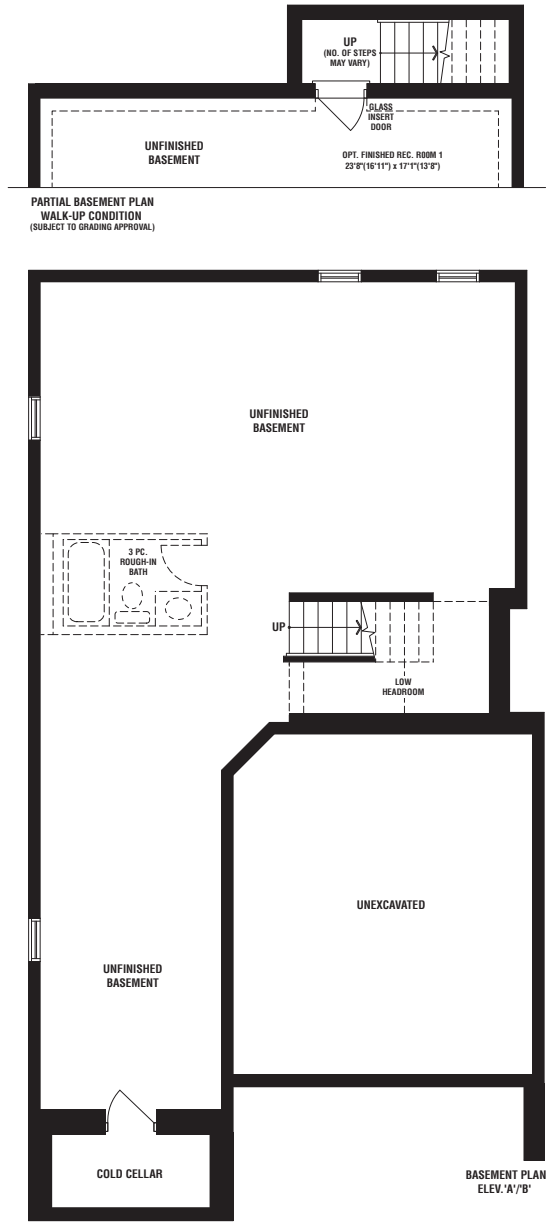 UP
(NO. OF STEPS
MAY VARY)
GLASS
INSERT
DOOR
UNFINISHED
BASEMENT
OPT. FINISHED REC. ROOM 1
23'8"(16'11") x 17'1"(13'8")
PARTIAL BASEMENT PLAN
WALK-UP CONDITION
(SUBJECT TO GRADING APPROVAL)
UNFINISHED
BASEMENT
3 PC.
ROUGH-IN
BATH
UP
LOW
HEADROOM
UNEXCAVATED
UNFINISHED
BASEMENT
COLD CELLAR
BASEMENT PLAN
ELEV. 'A'/'B'